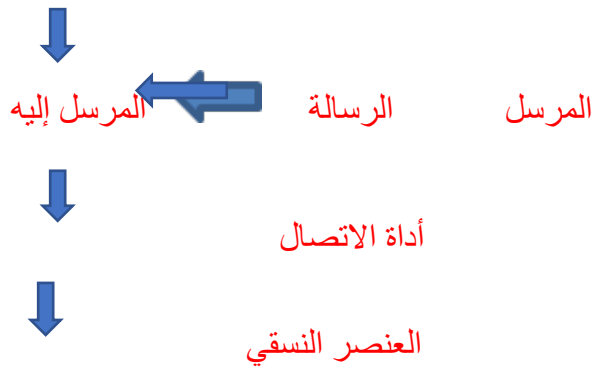 المرسل الرسالة المرسل إليه
أداة الاتصال
العنصر النسقي